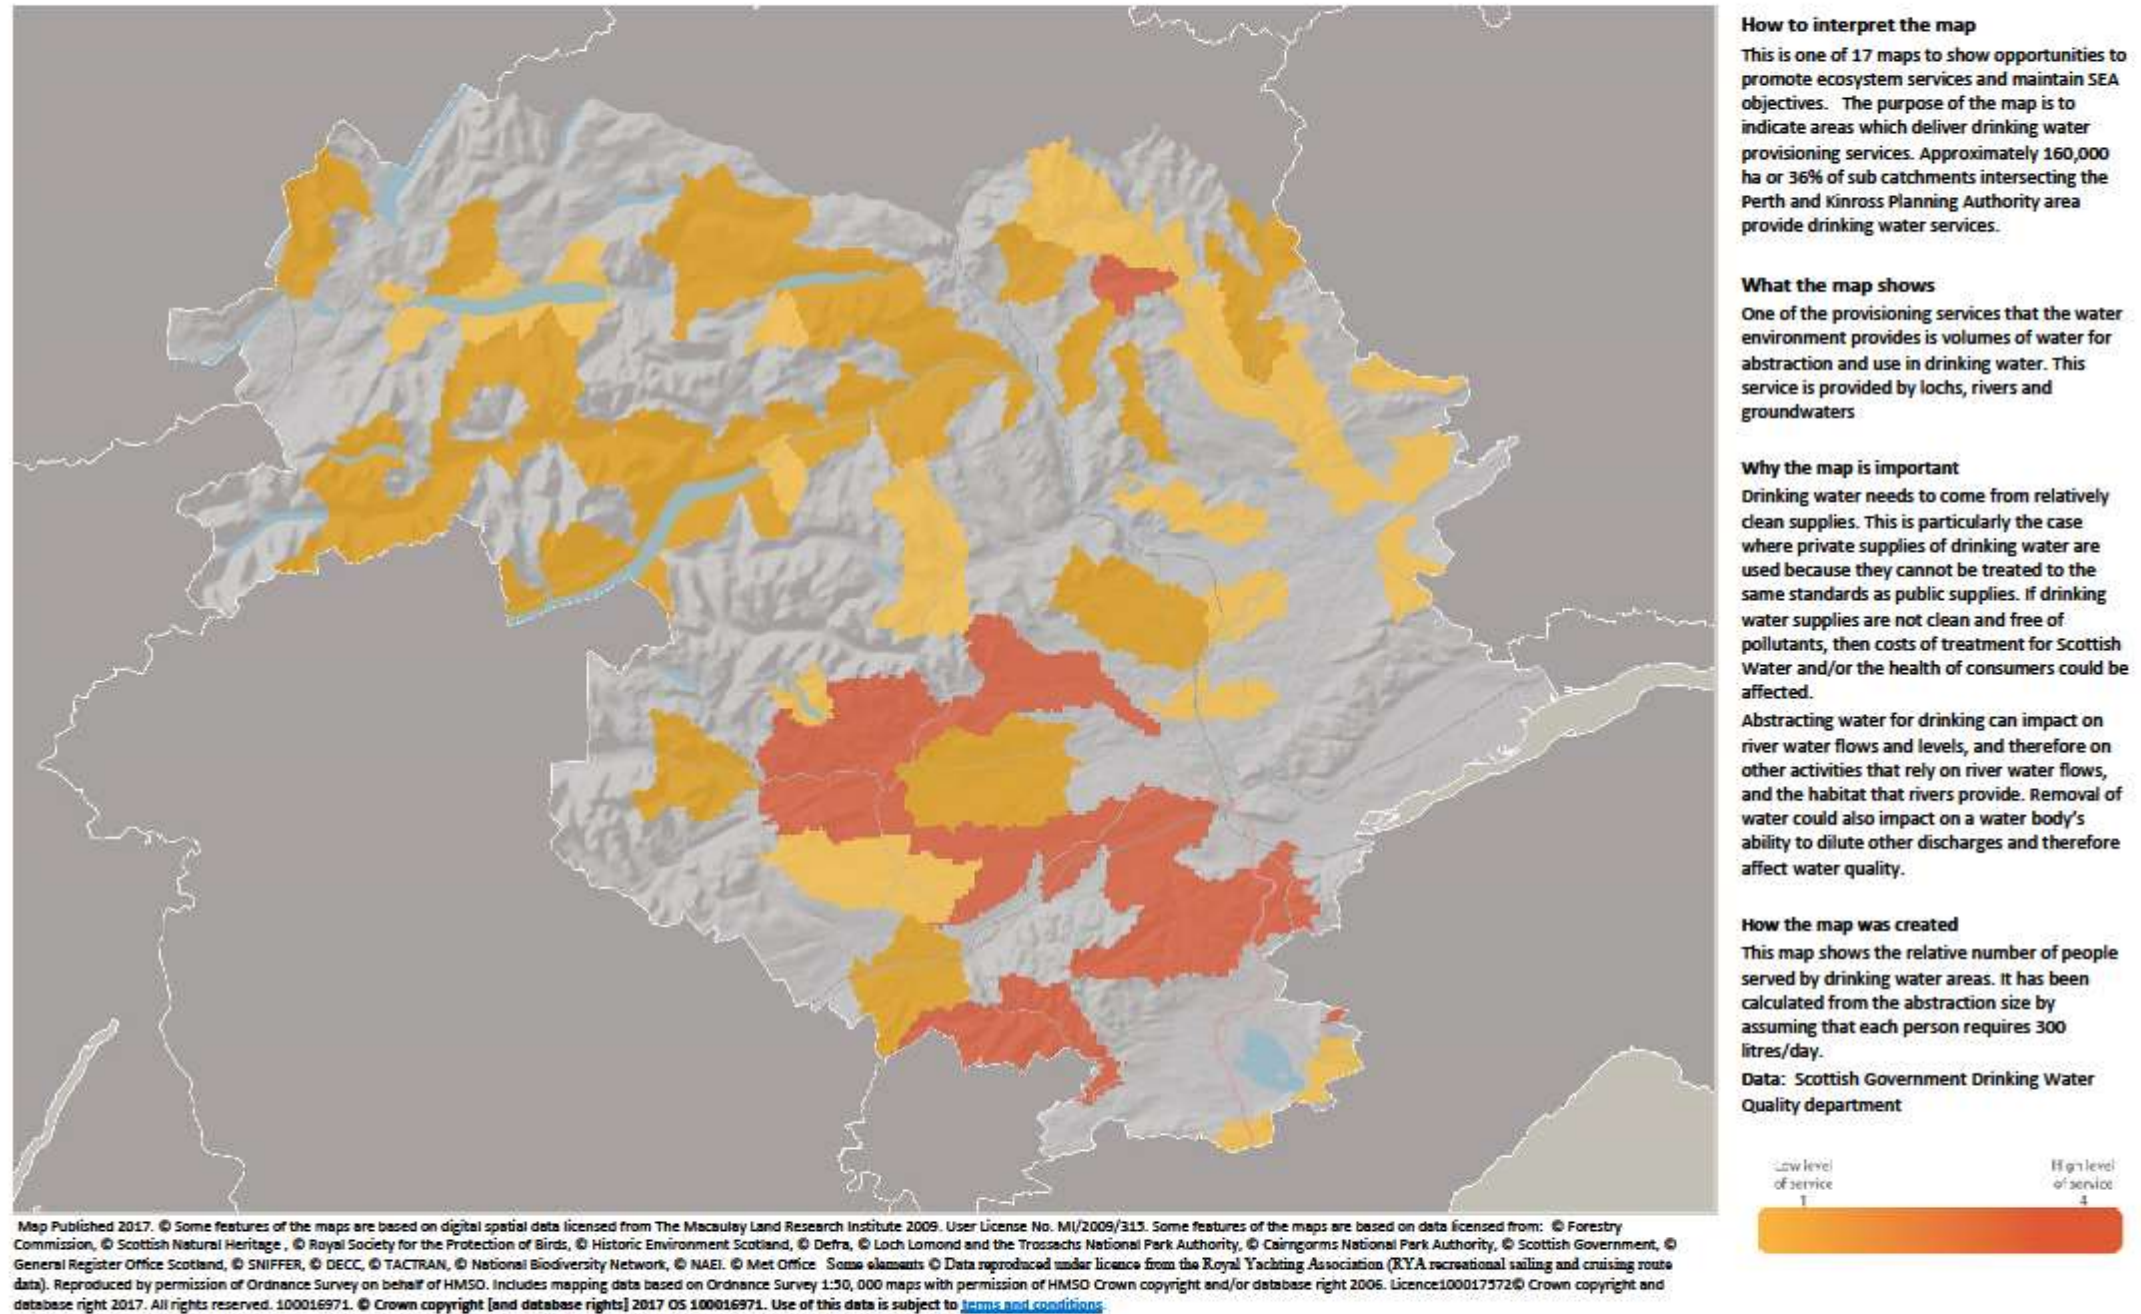 How to interpret the map
This is one of 17 maps to show opportunities to
promote ecosystem services and maintain SEA
objectives. The purpose of the map is to
indicate areas which deliver drinking water
provisioning services. Approximately 160,000
ha or 36% of sub catchments intersecting the
Perth and Kinross Planning Authority area
provide drinking water services.
What the map shows
One of the provisioning services that the water
environment provides is volumes of water for
abstraction and use in drinking water. This
service is provided by lochs, rivers and
groundwaters
Why the map is important
Drinking water needs to come from relatively
clean supplies. This is particularly the case
where private supplies of drinking water are
used because they cannot be treated to the
same standards as public supplies. If drinking
water supplies are not clean and free of
pollutants, then costs of treatment for Scottish
Water and/or the health of consumers could be
affected.
Abstracting water for drinking can impact on
river water flows and levels, and therefore on
other activities that rely on river water flows,
and the habitat that rivers provide. Removal of
water could also impact on a water body's
ability to dilute other discharges and therefore
affect water quality.
How the map was created
This map shows the relative number of people
served by drinking water areas. It has been
calculated from the abstraction size by
assuming that each person requires 300
litres/day.
Data: Scottish Government Drinking Water
Quality department
Low level
of service
1
High level
of service
4
Map Published 2017. © Some features of the maps are based on digital spatial data licensed from The Macaulay Land Research Institute 2009. User License No. MI/2009/315. Some features of the maps are based on data licensed from: © Forestry
Commission, © Scottish Natural Heritage , © Royal Society for the Protection of Birds, © Historic Environment Scotland, © Defra, © Loch Lomond and the Trossachs National Park Authority, © Cairngorms National Park Authority, © Scottish Government, ©
General Register Office Scotland, © SNIFFER, © DECC, © TACTRAN, © National Biodiversity Network, © NAEI. © Met Office Some elements © Data reproduced under licence from the Royal Yachting Association (RYA recreational sailing and cruising route
data). Reproduced by permission of Ordnance Survey on behalf of HMSO. Includes mapping data based on Ordnance Survey 1:50, 000 maps with permission of HMSO Crown copyright and/or database right 2006. Licence100017572© Crown copyright and
database right 2017. All rights reserved. 100016971. © Crown copyright [and database rights] 2017 OS 100016971. Use of this data is subject to terms and conditions.